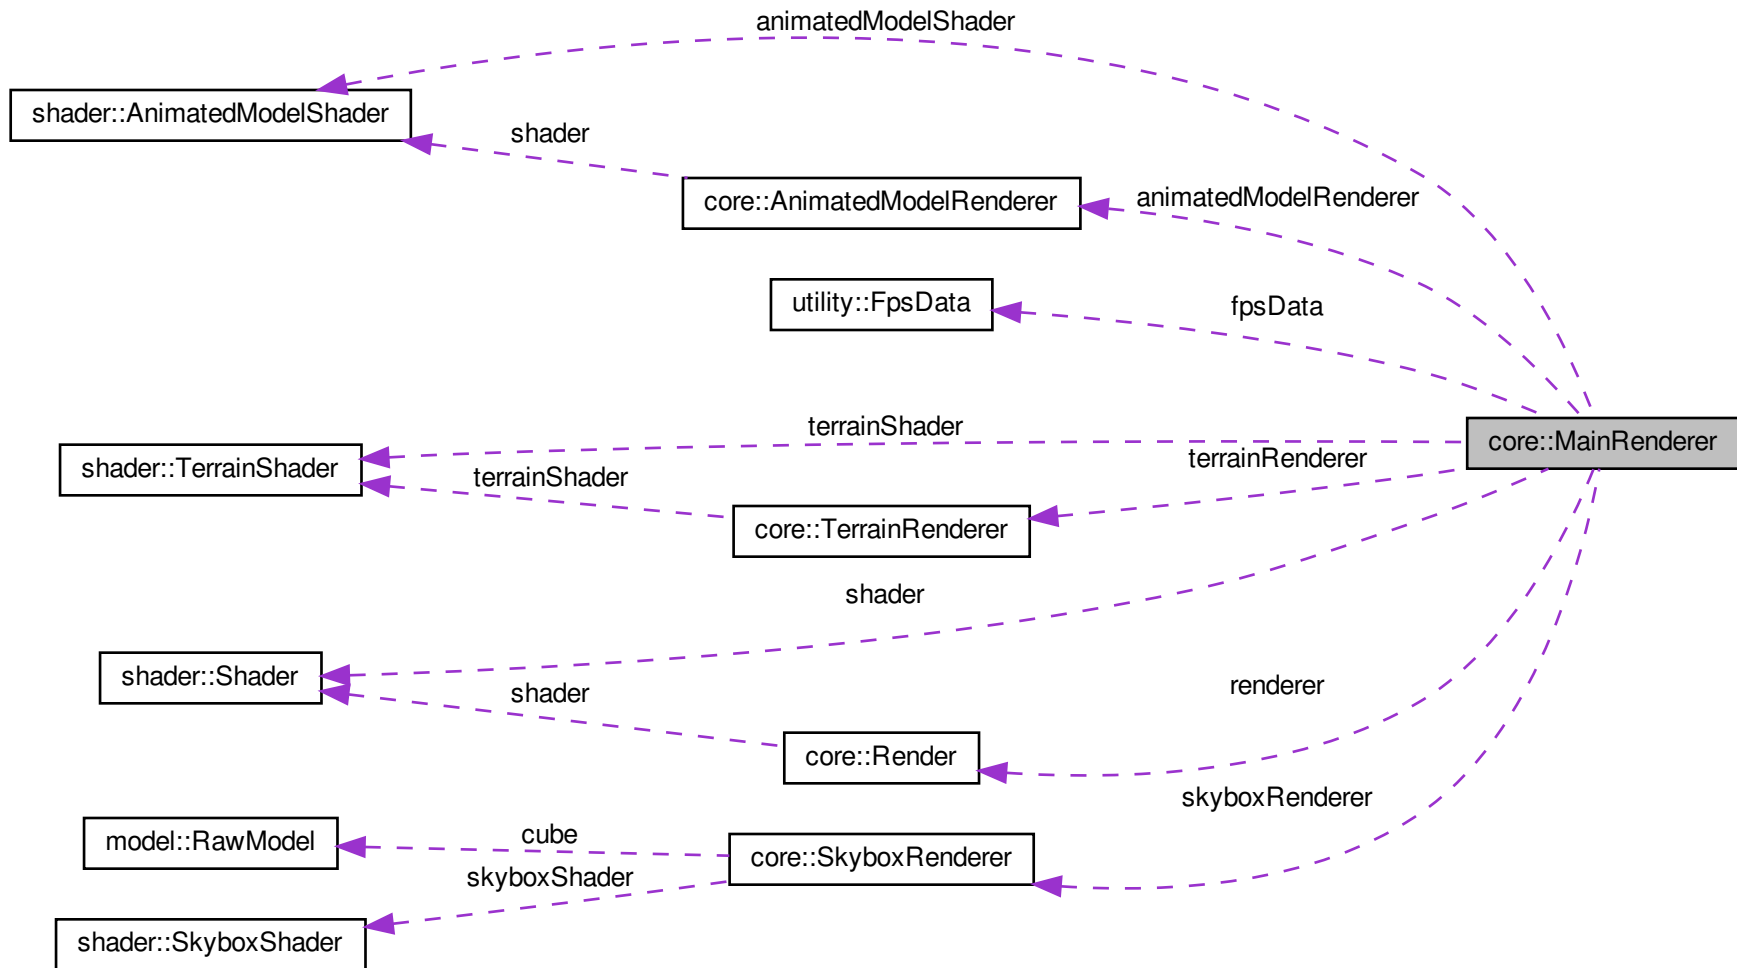 animatedModelShader
shader::AnimatedModelShader
shader
core::AnimatedModelRenderer
animatedModelRenderer
utility::FpsData
fpsData
terrainShader
core::MainRenderer
shader::TerrainShader
terrainShader
terrainRenderer
core::TerrainRenderer
shader
shader::Shader
shader
renderer
core::Render
skyboxRenderer
model::RawModel
cube
core::SkyboxRenderer
skyboxShader
shader::SkyboxShader